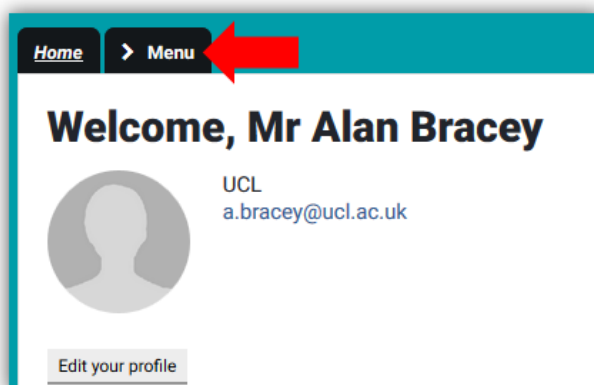 Home > Menu
Welcome, Mr Alan Bracey
UCL
a.bracey@ucl.ac.uk
Edit your profile